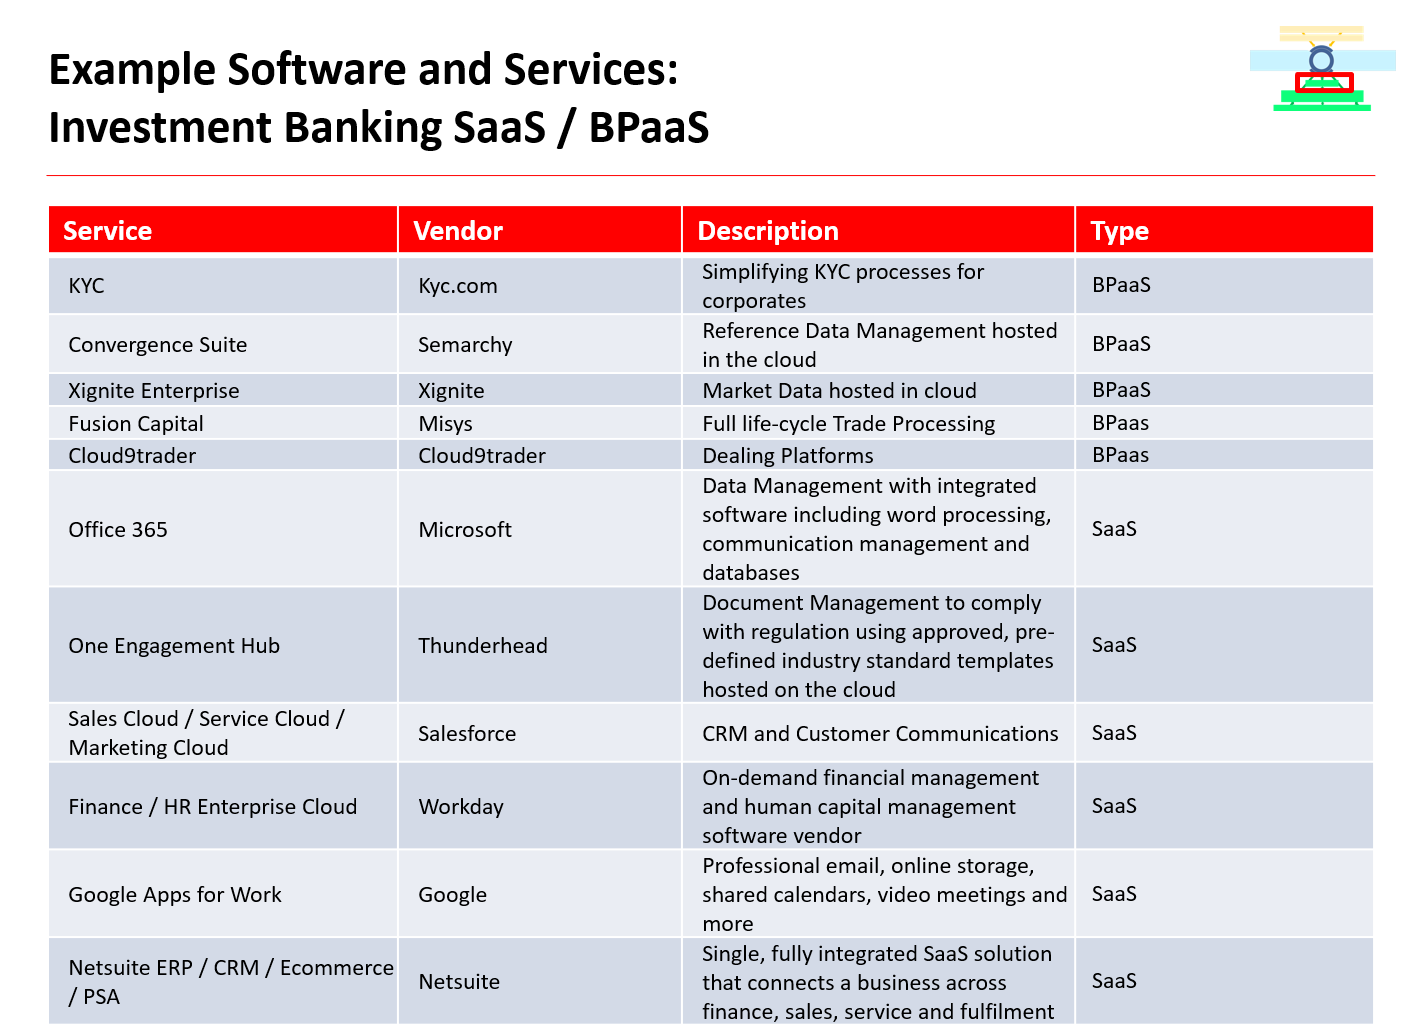 Example Software and Services:
Investment Banking SaaS / BPaaS
Service Vendor Description Type
KYC Kyc.com Simplifying KYC processes for
corporates BPaaS
Convergence Suite Semarchy Reference Data Management hosted
in the cloud BPaaS
Xignite Enterprise Xignite Market Data hosted in cloud BPaaS
Fusion Capital Misys Full life-cycle Trade Processing BPaas
Cloud9trader Cloud9trader Dealing Platforms BPaas
Office 365 Microsoft Data Management with integrated
software including word processing,
communication management and
databases SaaS
One Engagement Hub Thunderhead Document Management to comply
with regulation using approved, pre-
defined industry standard templates
hosted on the cloud SaaS
Sales Cloud / Service Cloud /
Marketing Cloud Salesforce CRM and Customer Communications SaaS
Finance / HR Enterprise Cloud Workday On-demand financial management
and human capital management
software vendor SaaS
Google Apps for Work Google Professional email, online storage,
shared calendars, video meetings and
more SaaS
Netsuite ERP / CRM / Ecommerce
/ PSA Netsuite Single, fully integrated SaaS solution
that connects a business across
finance, sales, service and fulfilment SaaS